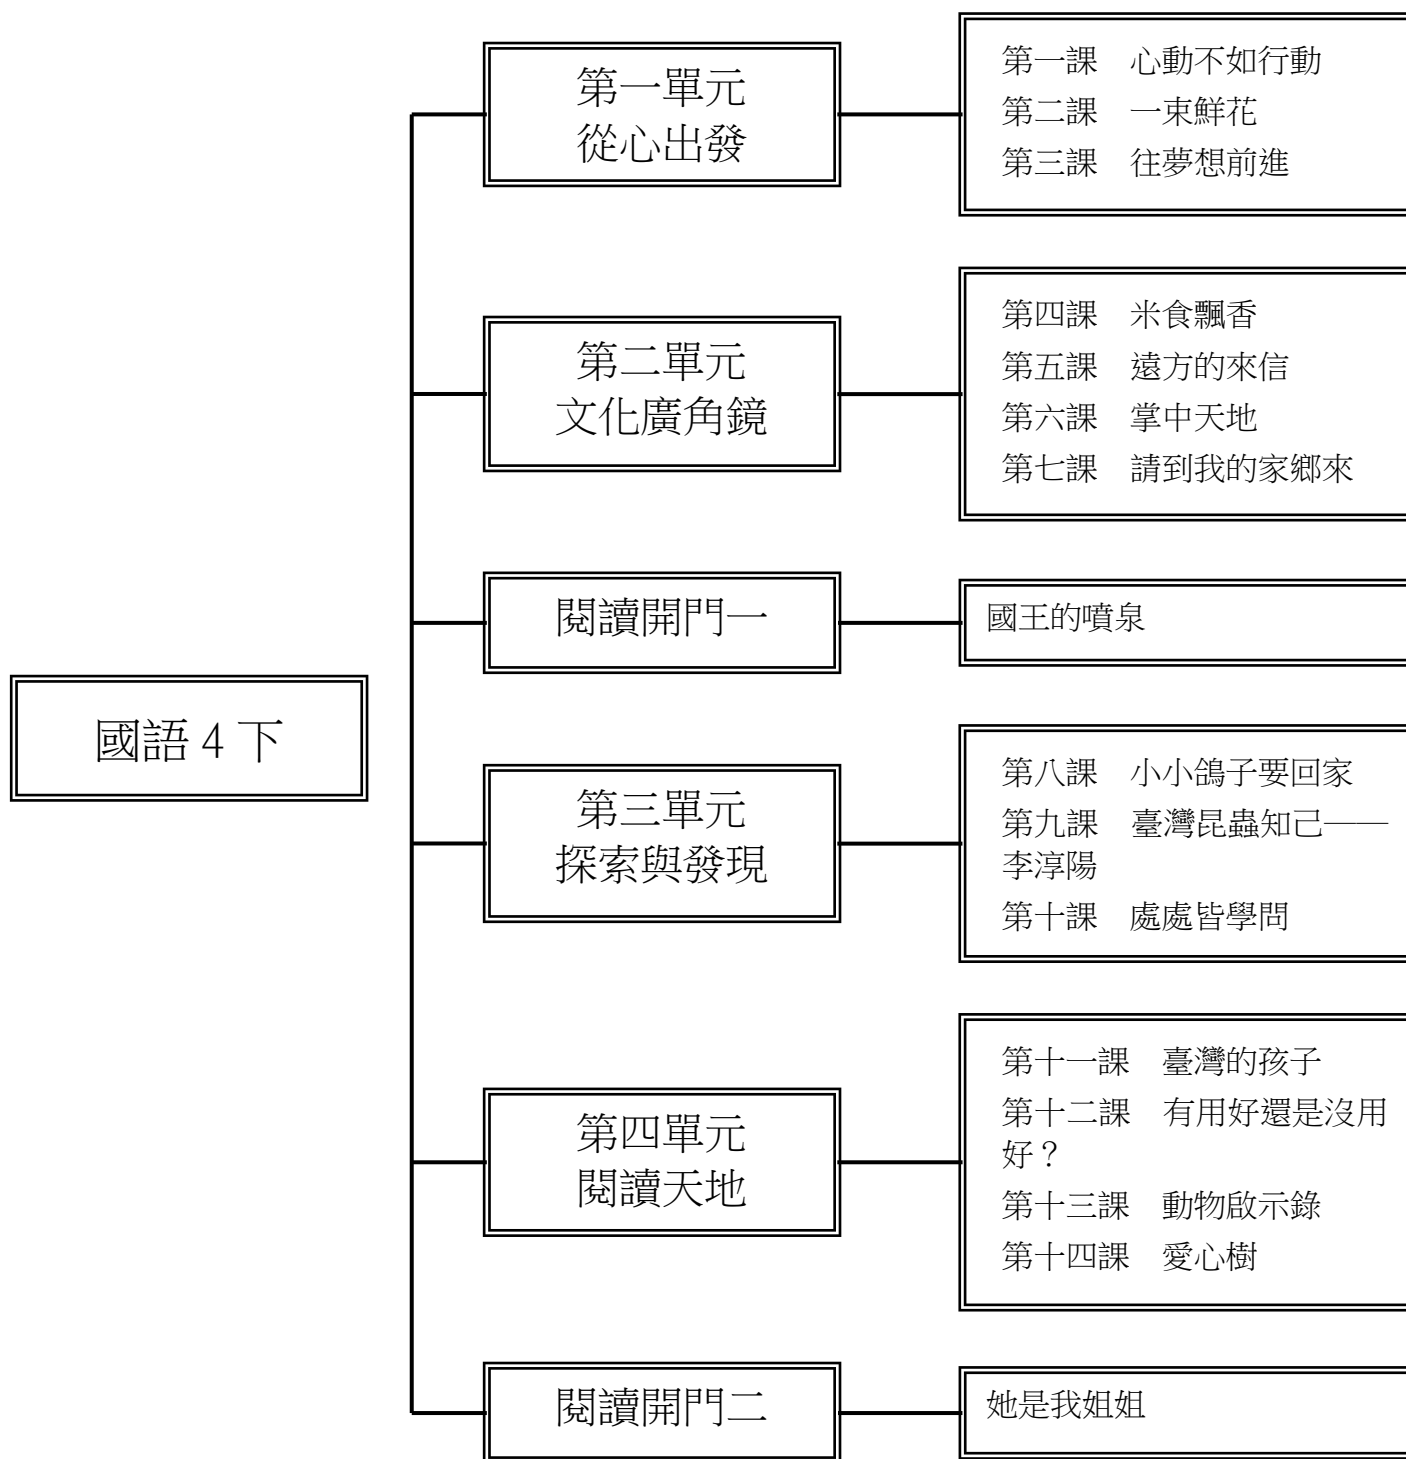 國語 4 下
第一單元
從心出發
第一課　心動不如行動
第二課　一束鮮花
第三課　往夢想前進
第二單元
文化廣角鏡
第四課　米食飄香
第五課　遠方的來信
第六課　掌中天地
第七課　請到我的家鄉來
閱讀開門一
國王的噴泉
第三單元
探索與發現
第八課　小小鴿子要回家
第九課　臺灣昆蟲知己——
李淳陽
第十課　處處皆學問
第四單元
閱讀天地
第十一課　臺灣的孩子
第十二課　有用好還是沒用
好？
第十三課　動物啟示錄
第十四課　愛心樹
閱讀開門二
她是我姐姐